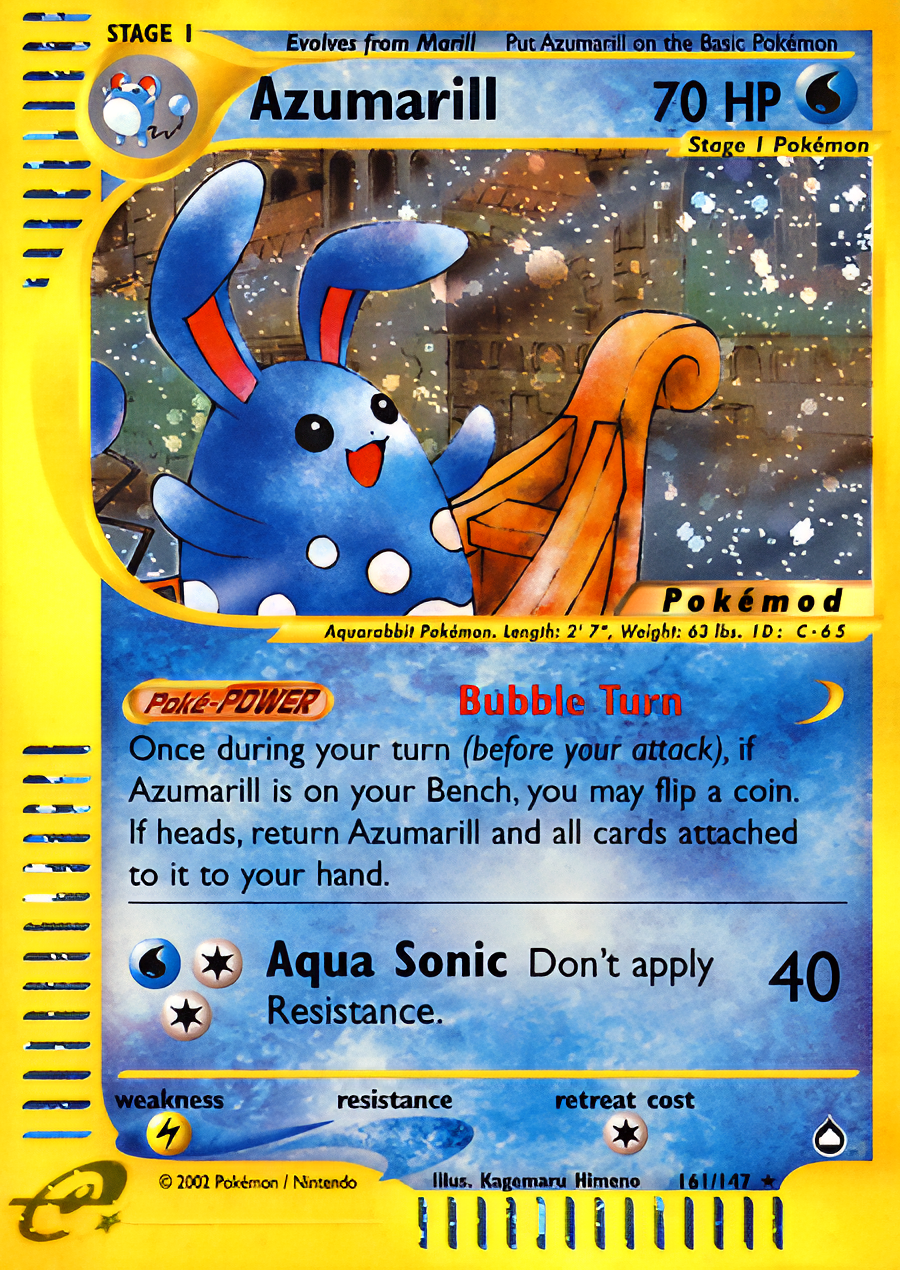 STAGE 1
Evolves from Marill Put Azumarill on the Basic Pokémon
Azumarill 70 HP
Stage 1 Pokémon
Pokémod
Aquarabbit Pokémon. Length: 2' 7", Weight: 63 lbs. ID: C-65
Poké-POWER Bubble Turn
Once during your turn (before your attack), if
Azumarill is on your Bench, you may flip a coin.
If heads, return Azumarill and all cards attached
to it to your hand.
Aqua Sonic Don't apply 40
Resistance.
weakness resistance retreat cost
© 2002 Pokémon / Nintendo Illus. Kagemaru Himeno 161/147 ★
e